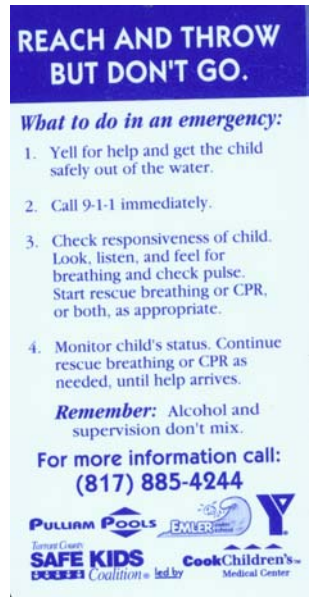 REACH AND THROW
BUT DON'T GO.
What to do in an emergency:
1. Yell for help and get the child
safely out of the water.
2. Call 9-1-1 immediately.
3. Check responsiveness of child.
Look, listen, and feel for
breathing and check pulse.
Start rescue breathing or CPR,
or both, as appropriate.
4. Monitor child's status. Continue
rescue breathing or CPR as
needed, until help arrives.
Remember: Alcohol and
supervision don't mix.
For more information call:
(817) 885-4244
PULLIAM POOLS
EMLER
Y
Tarrant County
SAFE KIDS
Coalition led by
CookChildren's
Medical Center